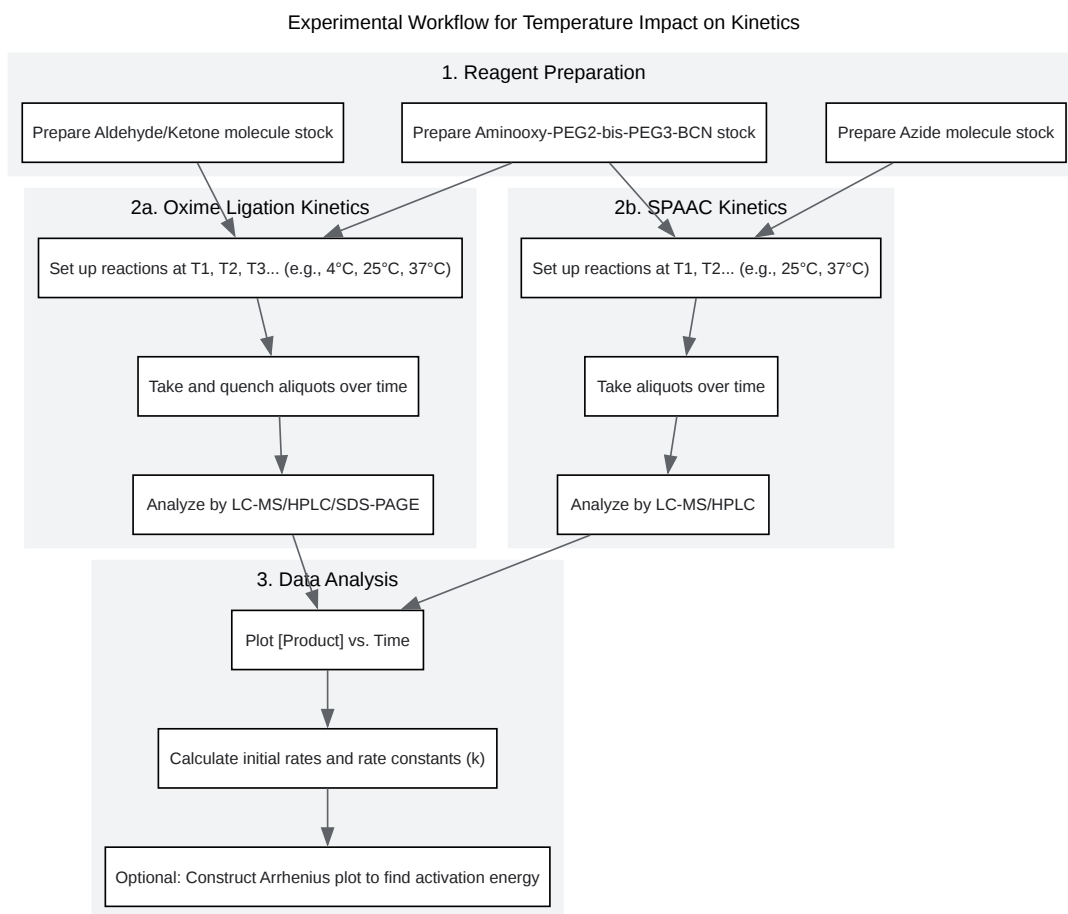 Experimental Workflow for Temperature Impact on Kinetics
1. Reagent Preparation
Prepare Aldehyde/Ketone molecule stock
Prepare Aminooxy-PEG2-bis-PEG3-BCN stock
Prepare Azide molecule stock
2a. Oxime Ligation Kinetics
2b. SPAAC Kinetics
Set up reactions at T1, T2, T3... (e.g., 4°C, 25°C, 37°C)
Set up reactions at T1, T2... (e.g., 25°C, 37°C)
Take and quench aliquots over time
Take aliquots over time
Analyze by LC-MS/HPLC/SDS-PAGE
Analyze by LC-MS/HPLC
3. Data Analysis
Plot [Product] vs. Time
Calculate initial rates and rate constants (k)
Optional: Construct Arrhenius plot to find activation energy